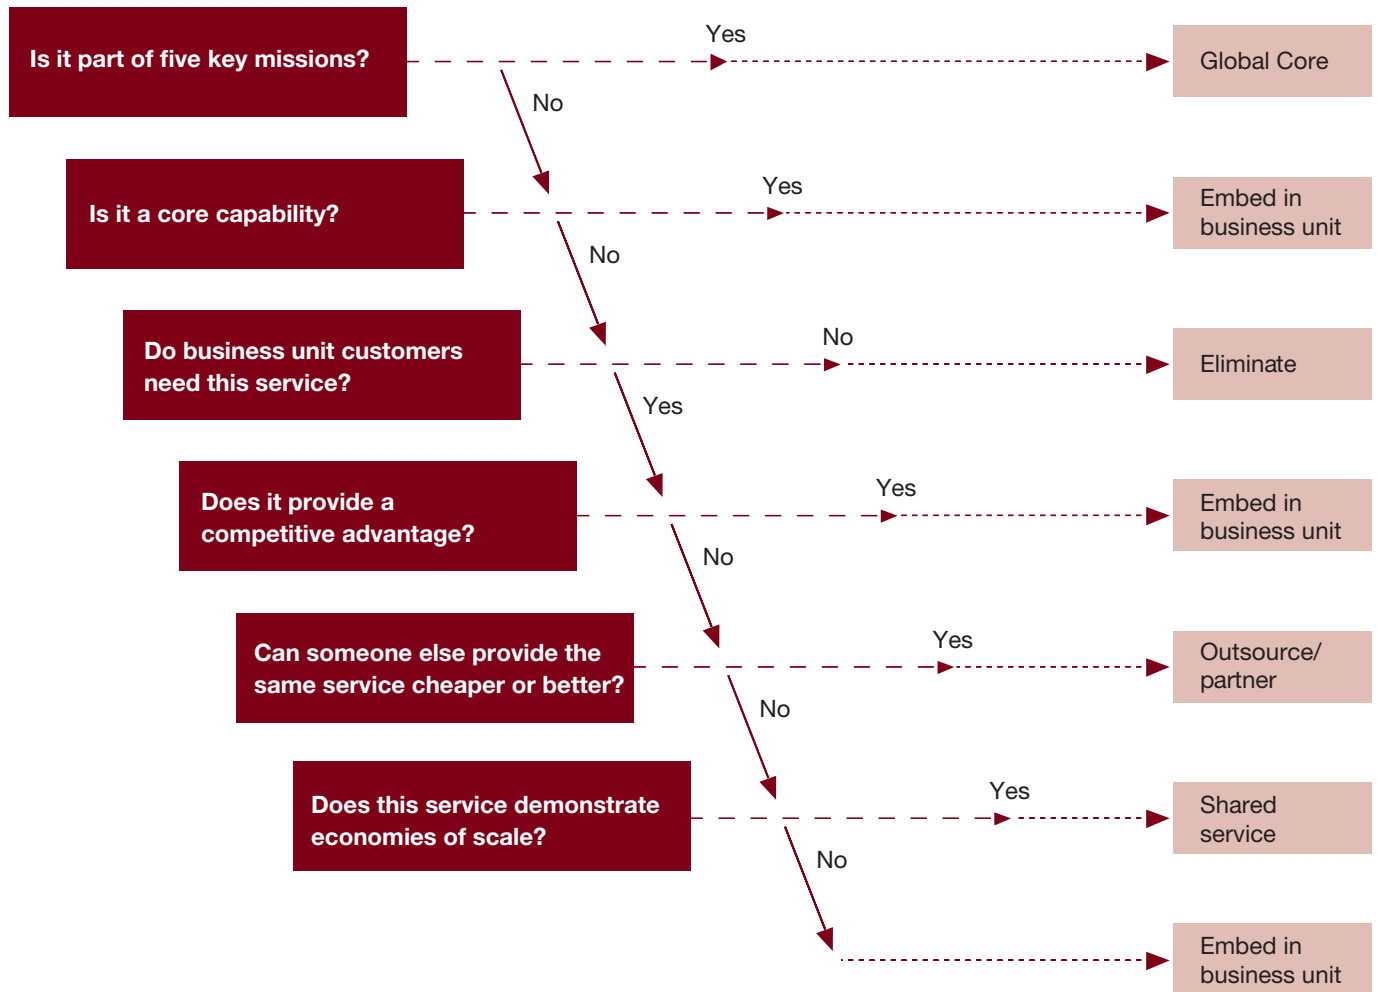 Is it part of five key missions?
Yes
Global Core
No
Is it a core capability?
Yes
Embed in
business unit
No
Do business unit customers
need this service?
No
Eliminate
Yes
Does it provide a
competitive advantage?
Yes
Embed in
business unit
No
Can someone else provide the
same service cheaper or better?
Yes
Outsource/
partner
No
Does this service demonstrate
economies of scale?
Yes
Shared
service
No
Embed in
business unit